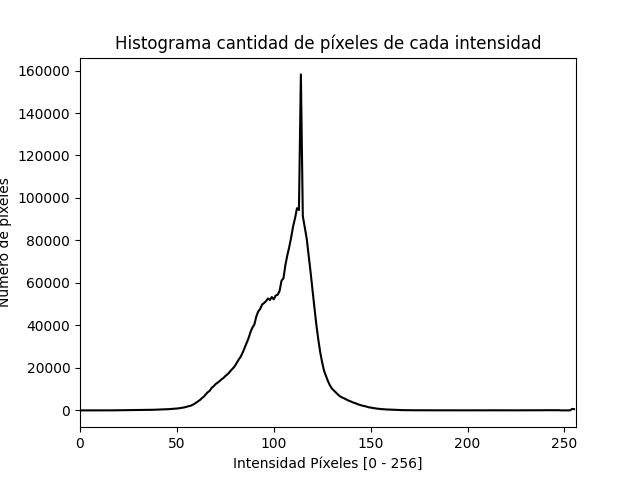 Histograma cantidad de píxeles de cada intensidad
Número de píxeles
160000
140000
120000
100000
80000
60000
40000
20000
0
0 50 100 150 200 250
Intensidad Píxeles [0 - 256]